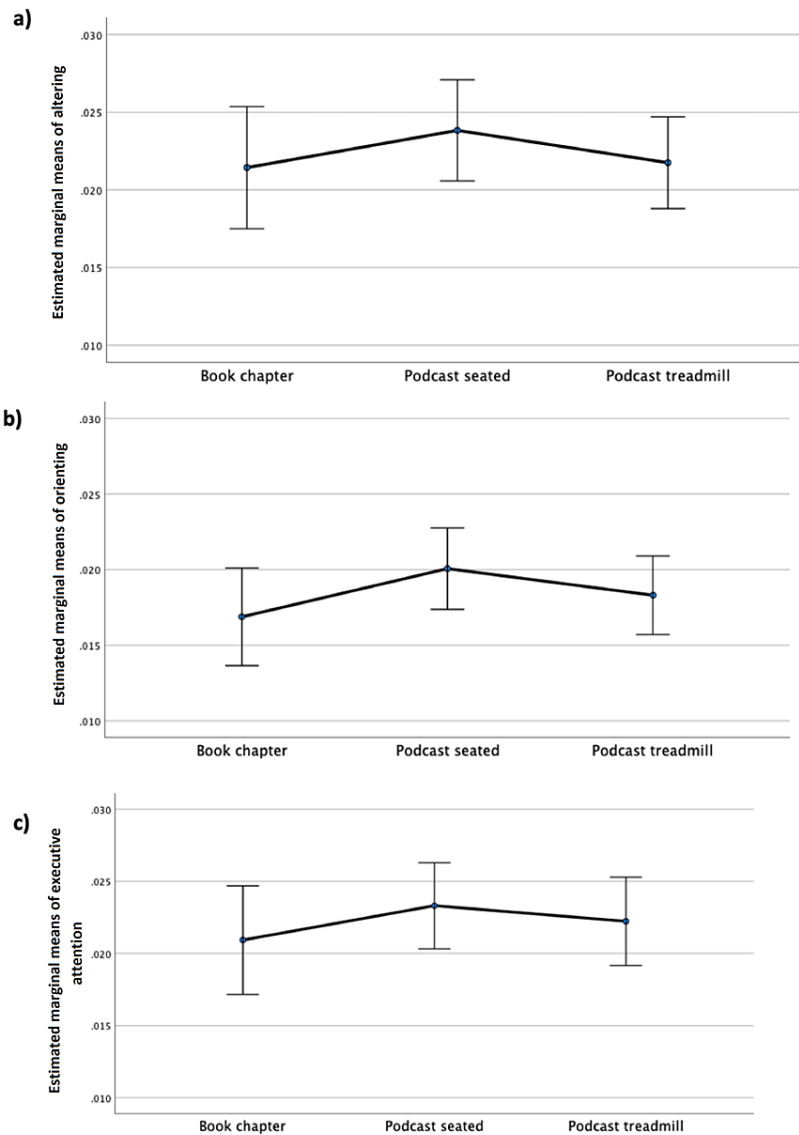 a)
Estimated marginal means of altering
.030
.025
.020
.015
.010
Book chapter Podcast seated Podcast treadmill
b)
Estimated marginal means of orienting
.030
.025
.020
.015
.010
Book chapter Podcast seated Podcast treadmill
c)
Estimated marginal means of executive
attention
.030
.025
.020
.015
.010
Book chapter Podcast seated Podcast treadmill